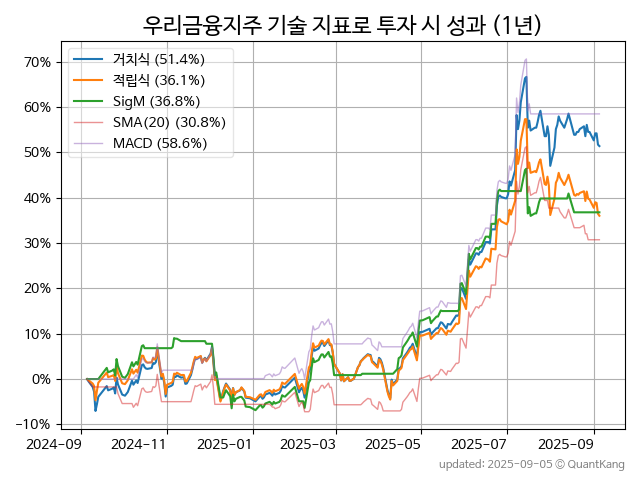 우리금융지주 기술 지표로 투자 시 성과 (1년)
거치식 (51.4%)
적립식 (36.1%)
SigM (36.8%)
SMA(20) (30.8%)
MACD (58.6%)
70%
60%
50%
40%
30%
20%
10%
0%
−10%
2024-09 2024-11 2025-01 2025-03 2025-05 2025-07 2025-09
updated: 2025-09-05 © QuantKang